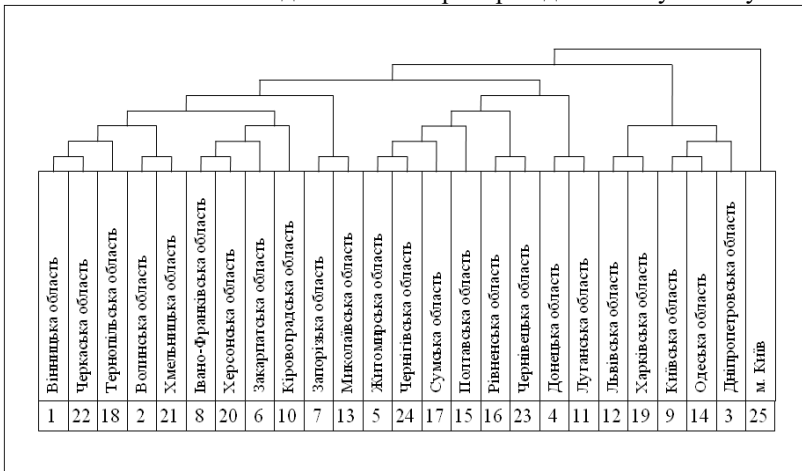 Вінницька область
Черкаська область
Тернопільська область
Волинська область
Хмельницька область
Івано-Франківська область
Херсонська область
Закарпатська область
Кіровоградська область
Запорізька область
Миколаївська область
Житомирська область
Чернігівська область
Сумська область
Полтавська область
Рівненська область
Чернівецька область
Донецька область
Луганська область
Львівська область
Харківська область
Київська область
Одеська область
Дніпропетровська область
м. Київ
1 22 18 2 21 8 20 6 10 7 13 5 24 17 15 16 23 4 11 12 19 9 14 3 25